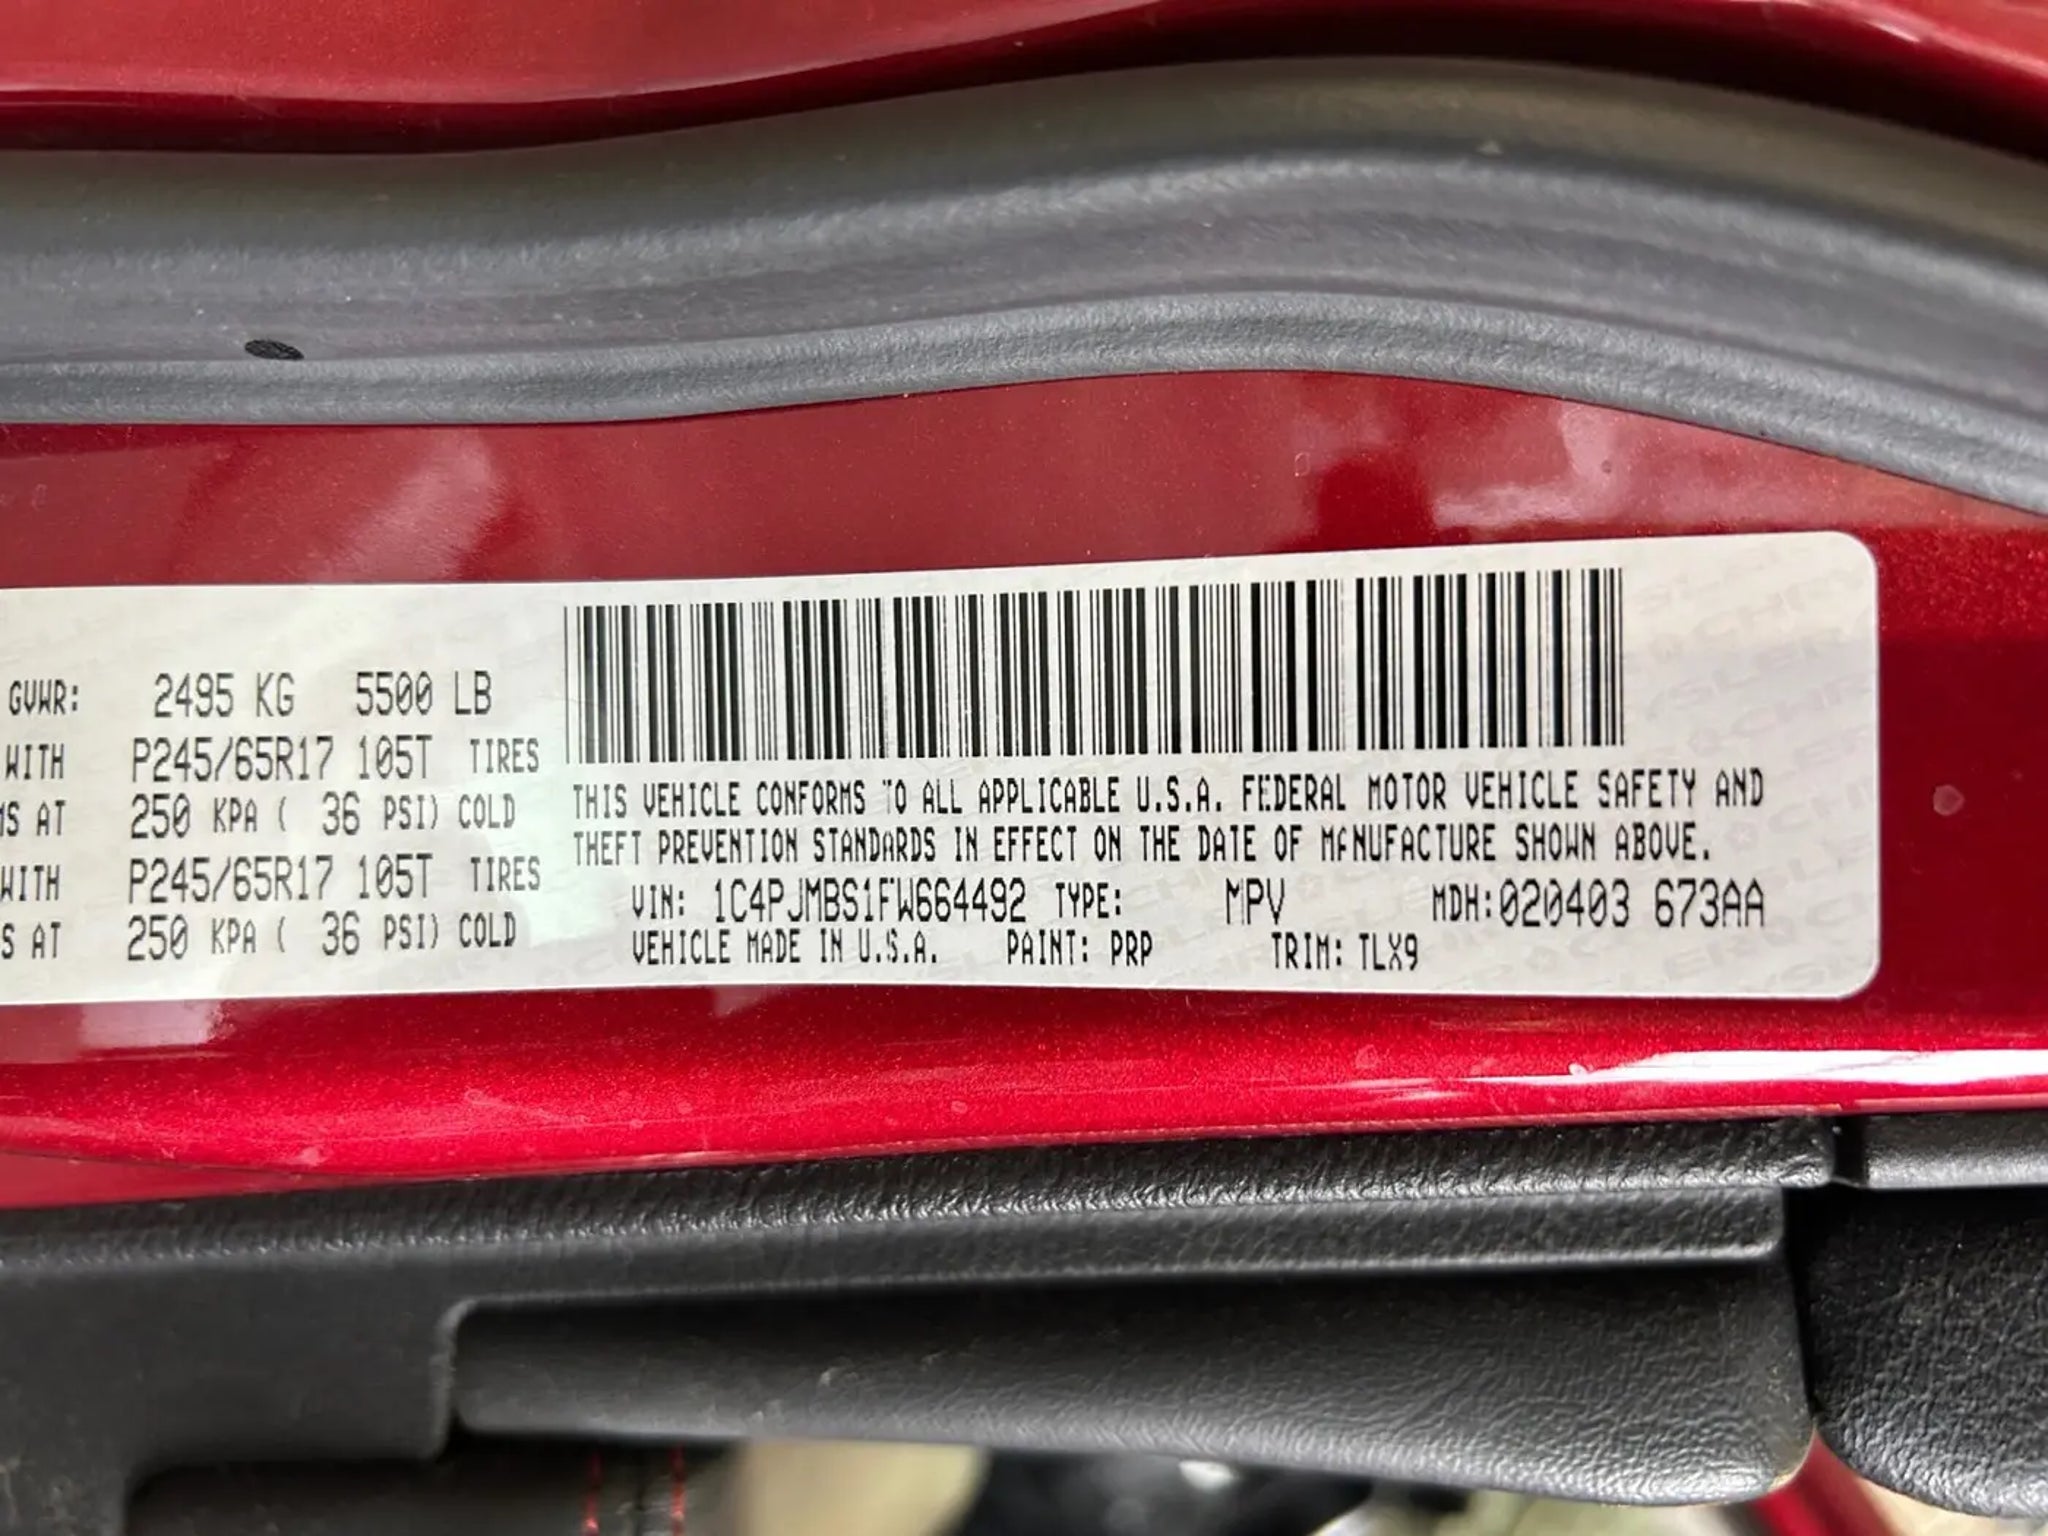 GVWR: 2495 KG 5500 LB
WITH P245/65R17 105T TIRES
AT 250 KPA ( 36 PSI) COLD
WITH P245/65R17 105T TIRES
S AT 250 KPA ( 36 PSI) COLD
THIS VEHICLE CONFORMS TO ALL APPLICABLE U.S.A. FEDERAL MOTOR VEHICLE SAFETY AND
THEFT PREVENTION STANDARDS IN EFFECT ON THE DATE OF MANUFACTURE SHOWN ABOVE.
VIN: 1C4PJMBS1FW664492 TYPE: MPV MDH:020403 673AA
VEHICLE MADE IN U.S.A. PAINT: PRP TRIM: TLX9